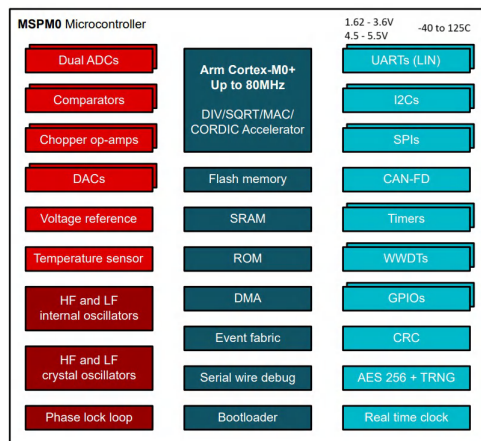 MSPM0 Microcontroller
1.62 - 3.6V
4.5 - 5.5V
-40 to 125C
Dual ADCs
Comparators
Chopper op-amps
DACs
Voltage reference
Temperature sensor
HF and LF
internal oscillators
HF and LF
crystal oscillators
Phase lock loop
Arm Cortex-M0+
Up to 80MHz
DIV/SQRT/MAC/
CORDIC Accelerator
Flash memory
SRAM
ROM
DMA
Event fabric
Serial wire debug
Bootloader
UARTs (LIN)
I2Cs
SPIs
CAN-FD
Timers
WWDTs
GPIOs
CRC
AES 256 + TRNG
Real time clock